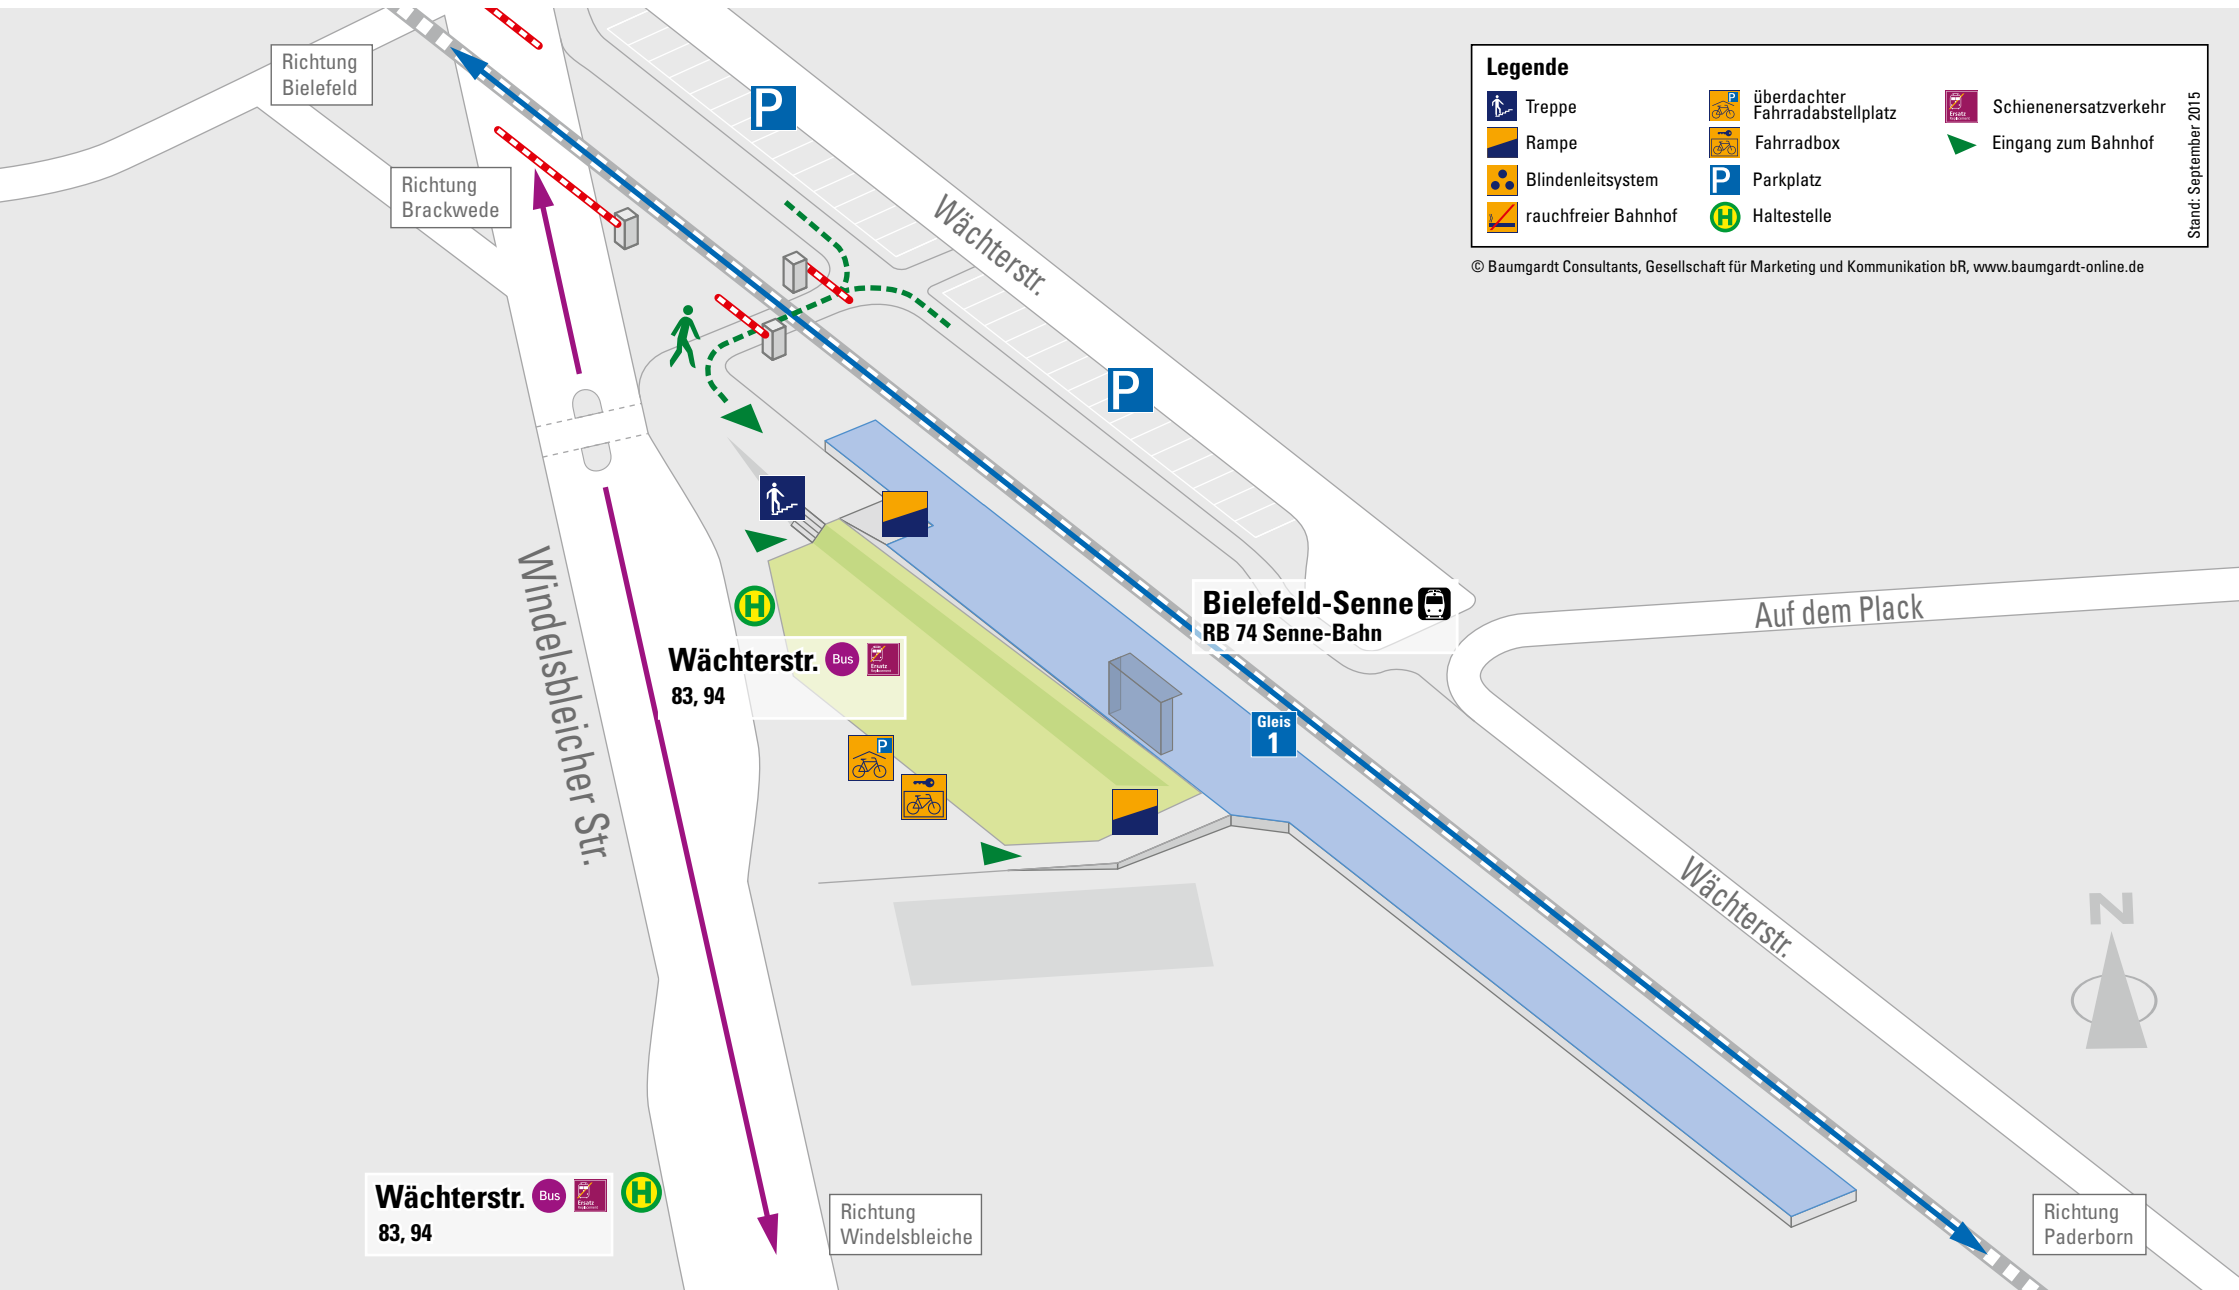 Richtung
Bielefeld
Richtung
Brackwede
P
Wächterstr.
P
Legende
Treppe
Rampe
Blindenleitsystem
rauchfreier Bahnhof
P
überdachter
Fahrradabstellplatz
Fahrradbox
P
Parkplatz
H
Haltestelle
Ersatz
Schienenersatzverkehr
Eingang zum Bahnhof
Stand: September 2015
© Baumgardt Consultants, Gesellschaft für Marketing und Kommunikation bR, www.baumgardt-online.de
Windelsbleicher Str.
H
Wächterstr. Bus Ersatz
83, 94
Bielefeld-Senne
RB 74 Senne-Bahn
Auf dem Plack
Gleis
1
P
Wächterstr.
N
Wächterstr. Bus Ersatz
H
83, 94
Richtung
Windelsbleiche
Richtung
Paderborn